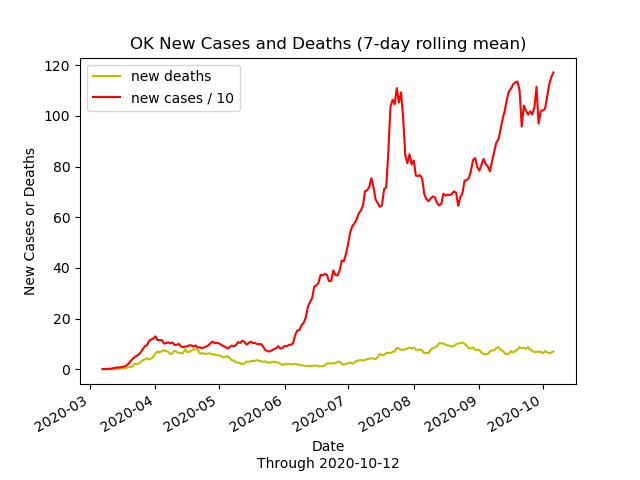 OK New Cases and Deaths (7-day rolling mean)
new deaths
new cases / 10
New Cases or Deaths
120
100
80
60
40
20
0
2020-03
2020-04
2020-05
2020-06
2020-07
2020-08
2020-09
2020-10
Date
Through 2020-10-12